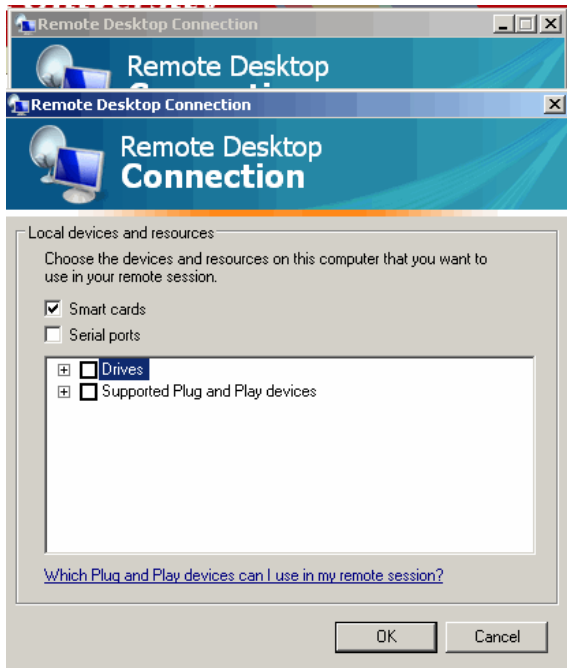 Remote Desktop Connection
Remote Desktop
Remote Desktop Connection
Remote Desktop
Connection
Local devices and resources
Choose the devices and resources on this computer that you want to
use in your remote session.
Smart cards
Serial ports
Drives
Supported Plug and Play devices
Which Plug and Play devices can I use in my remote session?
OK
Cancel